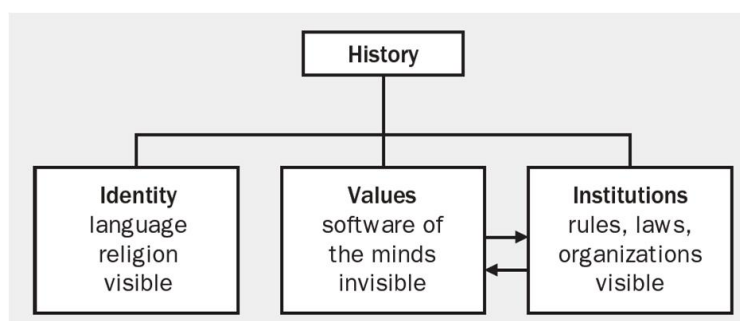 History
Identity
language
religion
visible
Values
software of
the minds
invisible
Institutions
rules, laws,
organizations
visible